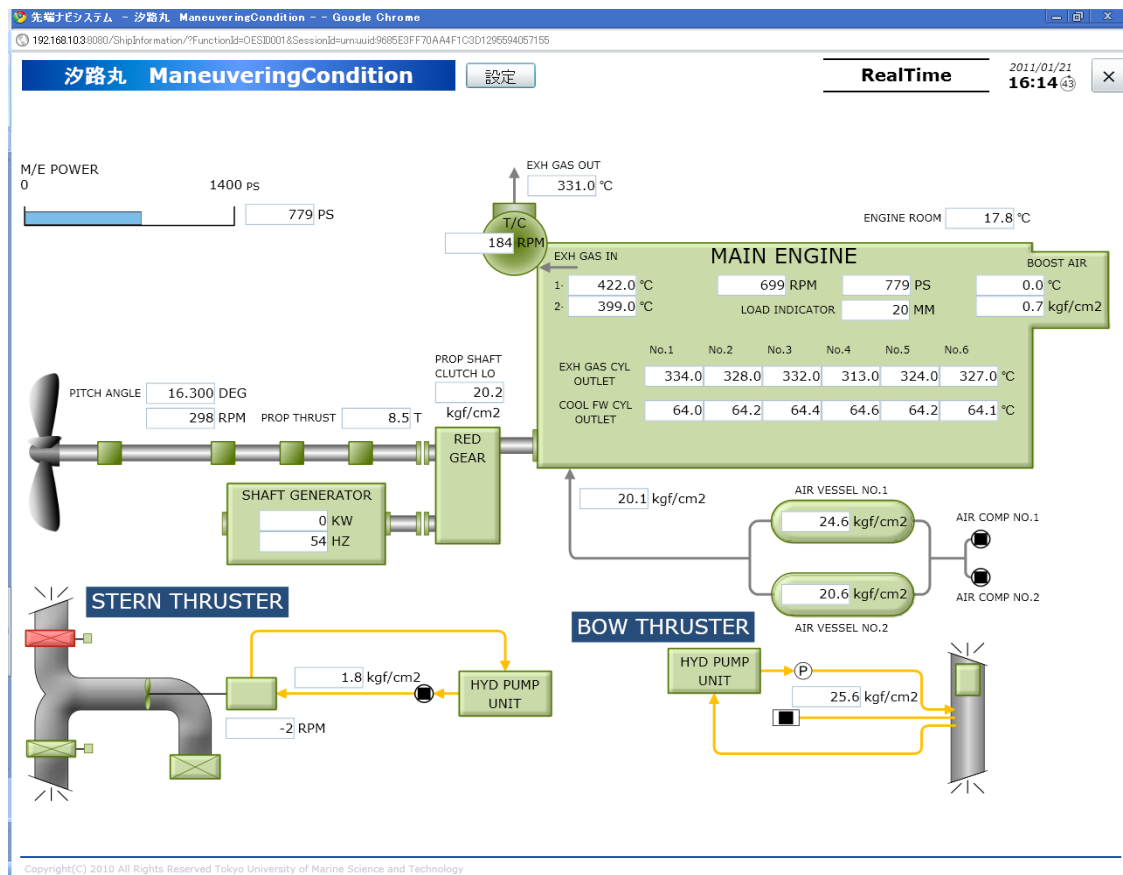 先端ナビシステム - 汐路丸 ManeuveringCondition - - Google Chrome
192.168.10.3:8080/ShipInformation/?FunctionId=OESI0001&SessionId=urn:uuid:9685E3FF70AA4F1C3D1295594057155
汐路丸 ManeuveringCondition 設定 RealTime 2011/01/21
16:14 43
M/E POWER
0 1400 PS
779 PS
EXH GAS OUT
331.0 ℃
T/C
184 RPM
ENGINE ROOM 17.8 ℃
EXH GAS IN MAIN ENGINE BOOST AIR
1· 422.0 ℃ 699 RPM 779 PS 0.0 ℃
2· 399.0 ℃ LOAD INDICATOR 20 MM 0.7 kgf/cm2
No.1 No.2 No.3 No.4 No.5 No.6
EXH GAS CYL
OUTLET 334.0 328.0 332.0 313.0 324.0 327.0 ℃
COOL FW CYL
OUTLET 64.0 64.2 64.4 64.6 64.2 64.1 ℃
PROP SHAFT
CLUTCH LO
20.2
kgf/cm2
PITCH ANGLE 16.300 DEG
298 RPM PROP THRUST 8.5 T
RED
GEAR
SHAFT GENERATOR
0 KW
54 HZ
20.1 kgf/cm2
AIR VESSEL NO.1
24.6 kgf/cm2
AIR COMP NO.1
20.6 kgf/cm2
AIR COMP NO.2
AIR VESSEL NO.2
STERN THRUSTER
1.8 kgf/cm2
HYD PUMP
UNIT
-2 RPM
BOW THRUSTER
HYD PUMP
UNIT
P
25.6 kgf/cm2
Copyright(C) 2010 All Rights Reserved Tokyo University of Marine Science and Technology